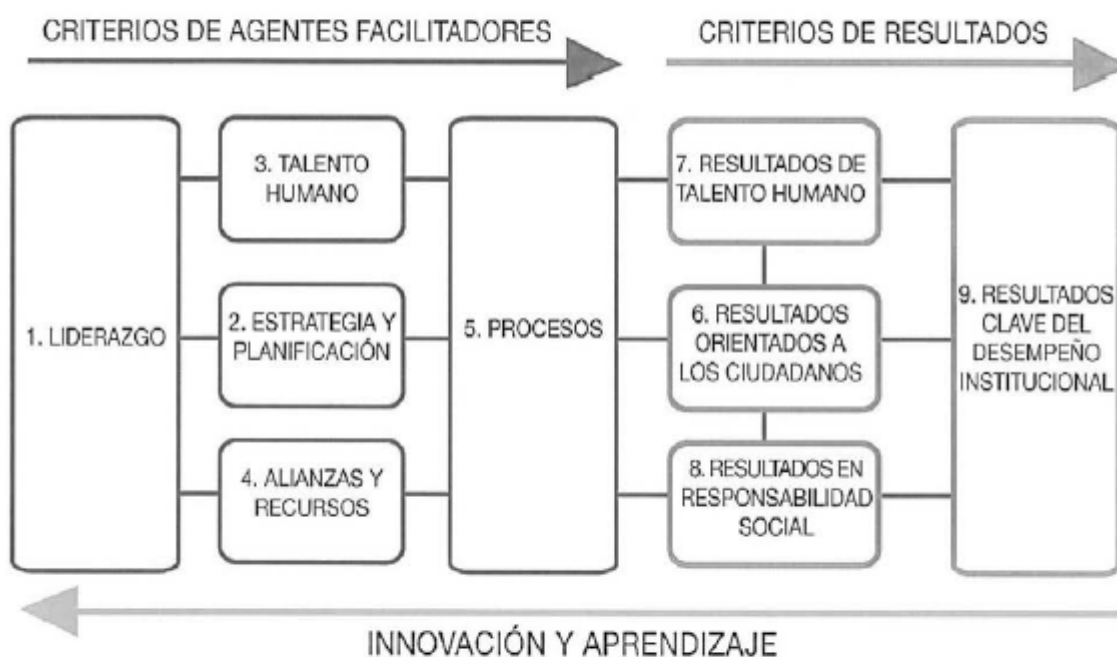 CRITERIOS DE AGENTES FACILITADORES
CRITERIOS DE RESULTADOS
1. LIDERAZGO
3. TALENTO
HUMANO
2. ESTRATEGIA Y
PLANIFICACIÓN
4. ALIANZAS Y
RECURSOS
5. PROCESOS
7. RESULTADOS DE
TALENTO HUMANO
6. RESULTADOS
ORIENTADOS A
LOS CIUDADANOS
8. RESULTADOS EN
RESPONSABILIDAD
SOCIAL
9. RESULTADOS
CLAVE DEL
DESEMPEÑO
INSTITUCIONAL
INNOVACIÓN Y APRENDIZAJE